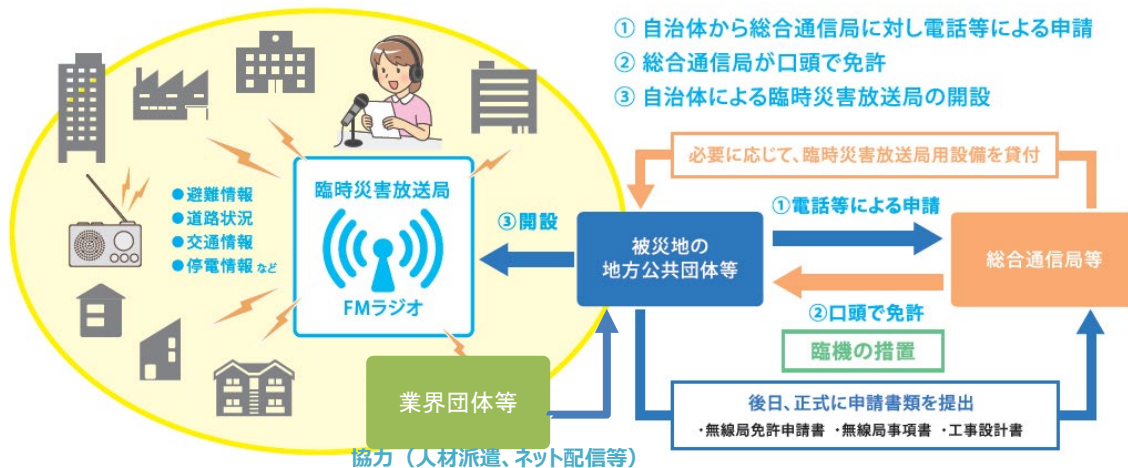 ① 自治体から総合通信局に対し電話等による申請
② 総合通信局が口頭で免許
③ 自治体による臨時災害放送局の開設
必要に応じて、臨時災害放送局用設備を貸付
臨時災害放送局
●避難情報
●道路状況
●交通情報
●停電情報 など
FMラジオ
③開設
被災地の
地方公共団体等
①電話等による申請
総合通信局等
②口頭で免許
臨機の措置
業界団体等
後日、正式に申請書類を提出
・無線局免許申請書 ・無線局事項書 ・工事設計書
協力（人材派遣、ネット配信等）